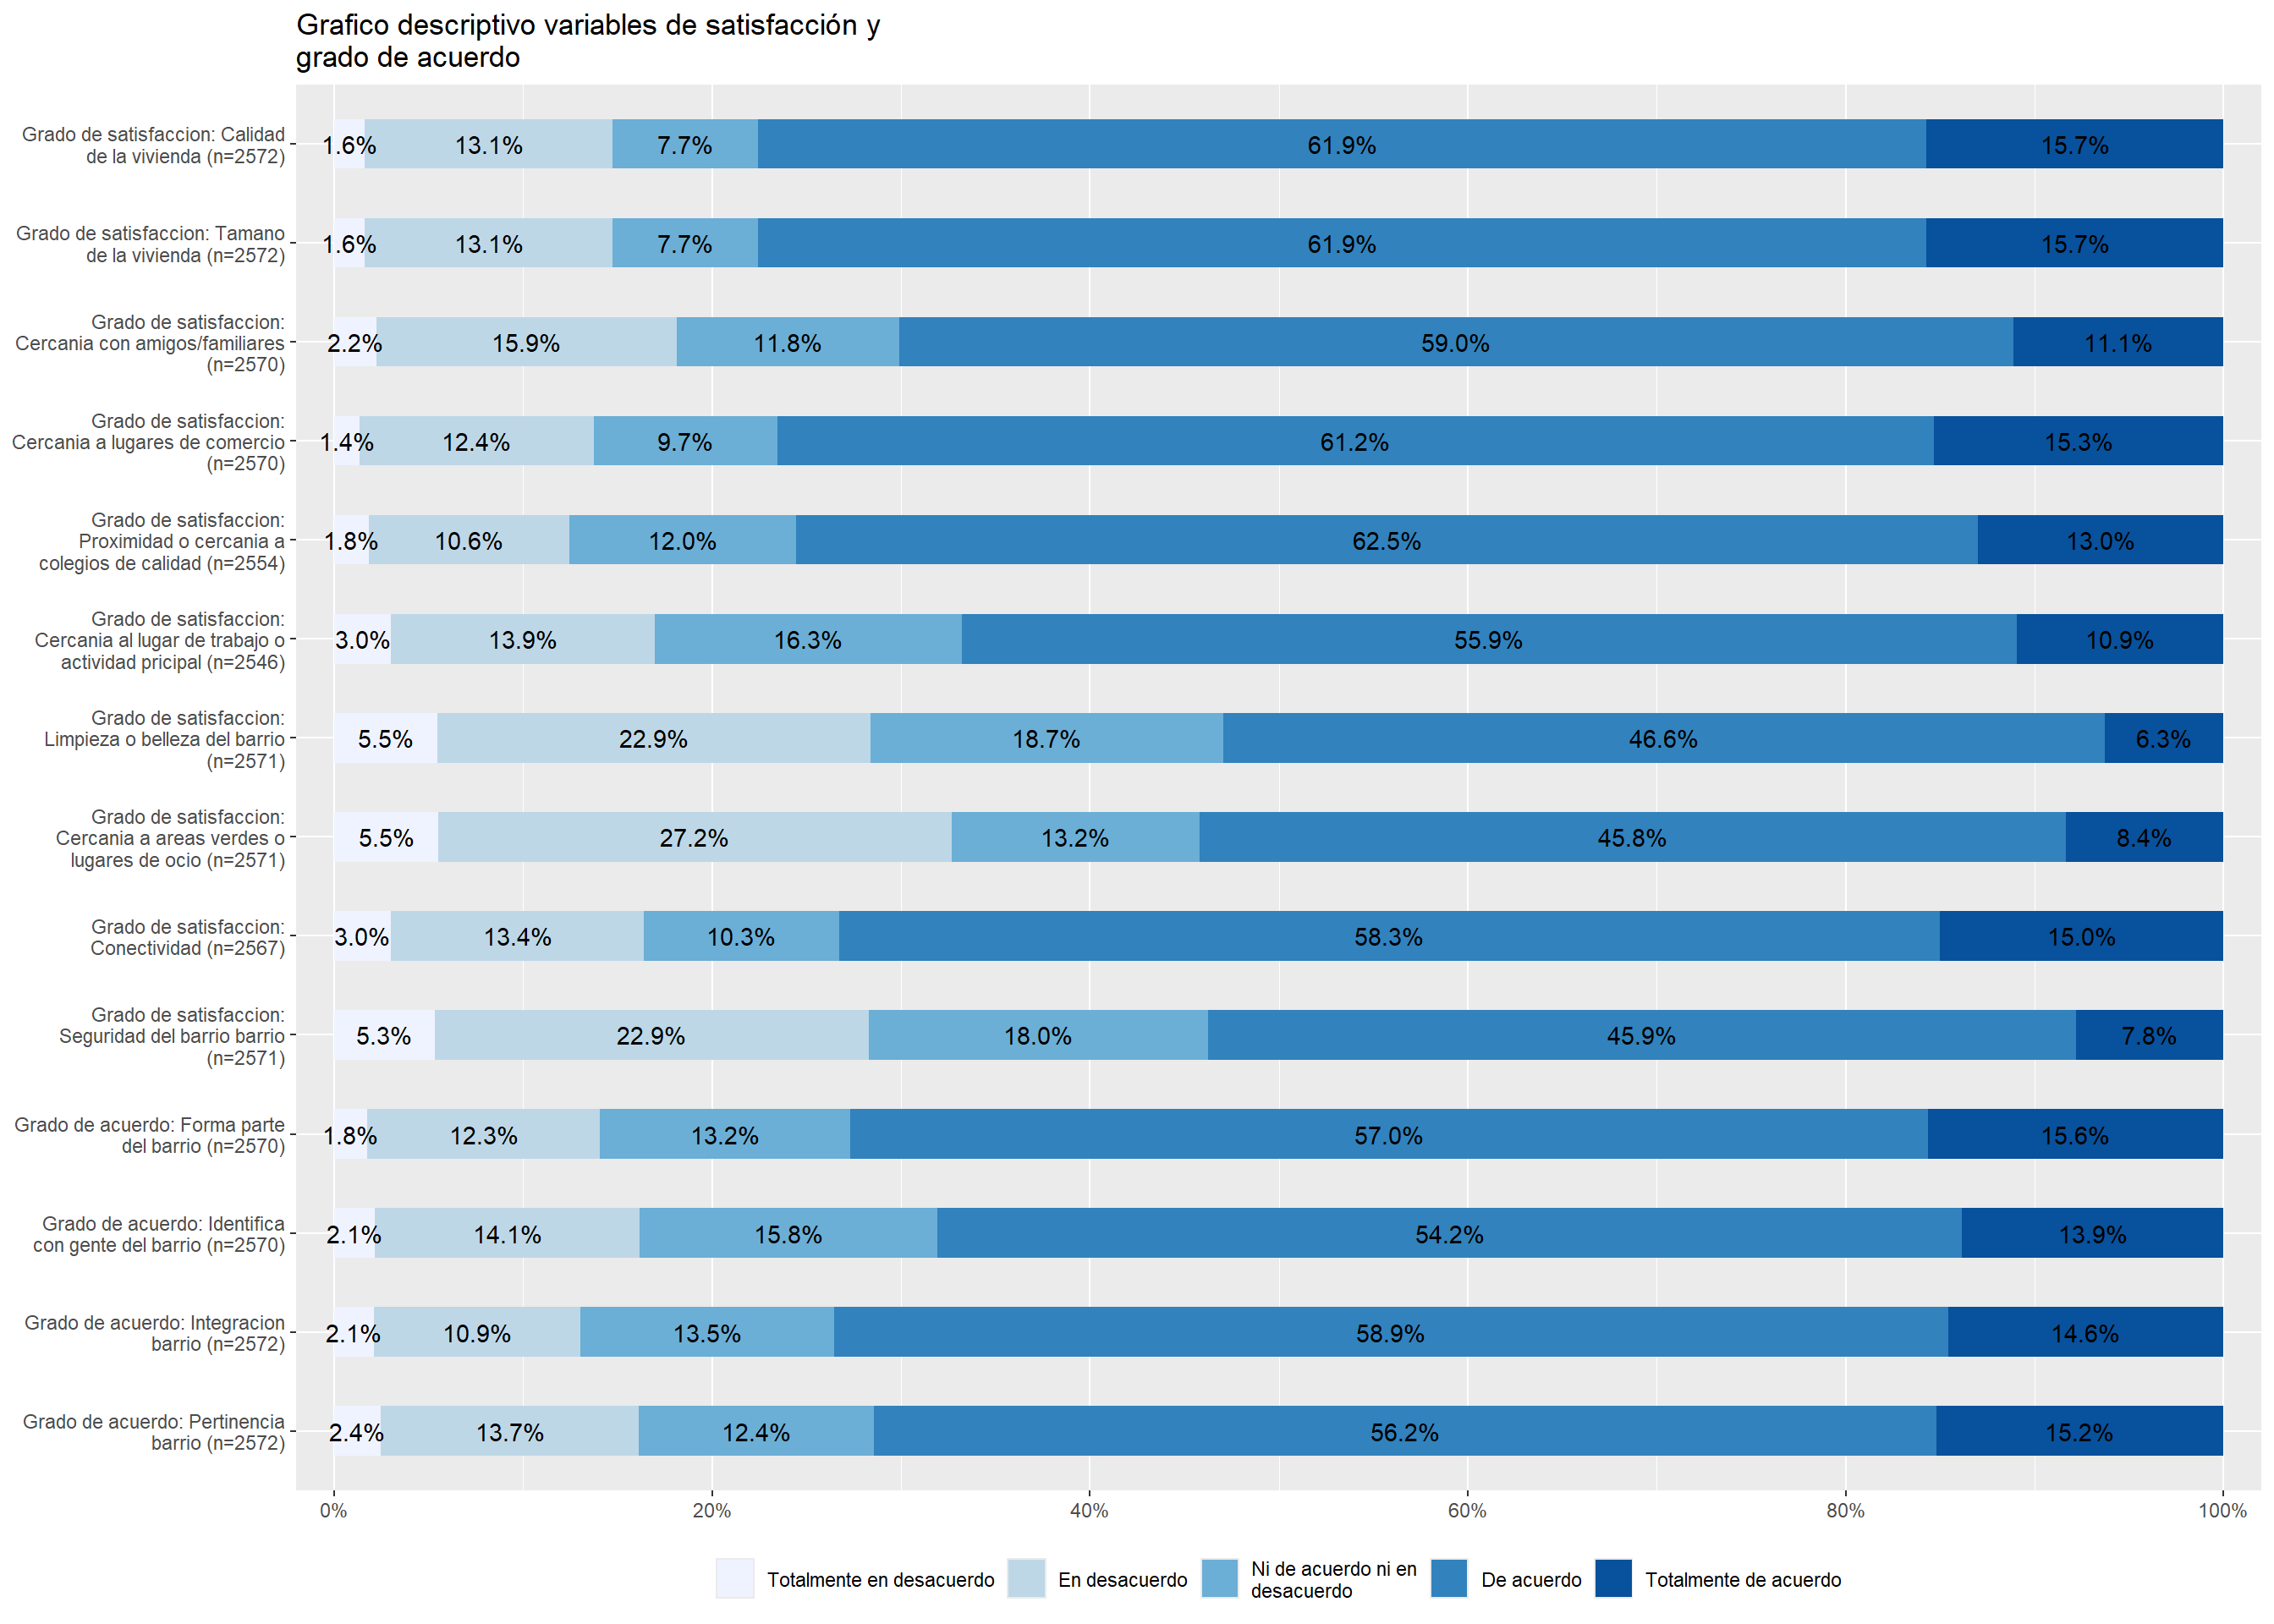 Grafico descriptivo variables de satisfacción y
grado de acuerdo
Grado de satisfaccion: Calidad
de la vivienda (n=2572)
1.6%
13.1%
7.7%
61.9%
15.7%
Grado de satisfaccion: Tamano
de la vivienda (n=2572)
1.6%
13.1%
7.7%
61.9%
15.7%
Grado de satisfaccion:
Cercania con amigos/familiares
(n=2570)
2.2%
15.9%
11.8%
59.0%
11.1%
Grado de satisfaccion:
Cercania a lugares de comercio
(n=2570)
1.4%
12.4%
9.7%
61.2%
15.3%
Grado de satisfaccion:
Proximidad o cercania a
colegios de calidad (n=2554)
1.8%
10.6%
12.0%
62.5%
13.0%
Grado de satisfaccion:
Cercania al lugar de trabajo o
actividad pricipal (n=2546)
3.0%
13.9%
16.3%
55.9%
10.9%
Grado de satisfaccion:
Limpieza o belleza del barrio
(n=2571)
5.5%
22.9%
18.7%
46.6%
6.3%
Grado de satisfaccion:
Cercania a areas verdes o
lugares de ocio (n=2571)
5.5%
27.2%
13.2%
45.8%
8.4%
Grado de satisfaccion:
Conectividad (n=2567)
3.0%
13.4%
10.3%
58.3%
15.0%
Grado de satisfaccion:
Seguridad del barrio barrio
(n=2571)
5.3%
22.9%
18.0%
45.9%
7.8%
Grado de acuerdo: Forma parte
del barrio (n=2570)
1.8%
12.3%
13.2%
57.0%
15.6%
Grado de acuerdo: Identifica
con gente del barrio (n=2570)
2.1%
14.1%
15.8%
54.2%
13.9%
Grado de acuerdo: Integracion
barrio (n=2572)
2.1%
10.9%
13.5%
58.9%
14.6%
Grado de acuerdo: Pertinencia
barrio (n=2572)
2.4%
13.7%
12.4%
56.2%
15.2%
0%
20%
40%
60%
80%
100%
Totalmente en desacuerdo
En desacuerdo
Ni de acuerdo ni en
desacuerdo
De acuerdo
Totalmente de acuerdo